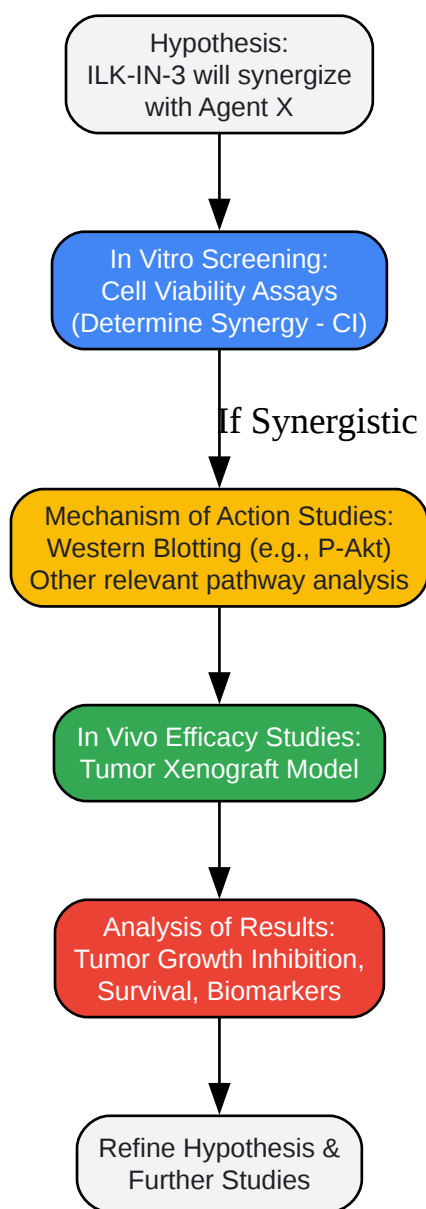 Hypothesis:
ILK-IN-3 will synergize
with Agent X
In Vitro Screening:
Cell Viability Assays
(Determine Synergy - CI)
If Synergistic
Mechanism of Action Studies:
Western Blotting (e.g., P-Akt)
Other relevant pathway analysis
In Vivo Efficacy Studies:
Tumor Xenograft Model
Analysis of Results:
Tumor Growth Inhibition,
Survival, Biomarkers
Refine Hypothesis &
Further Studies